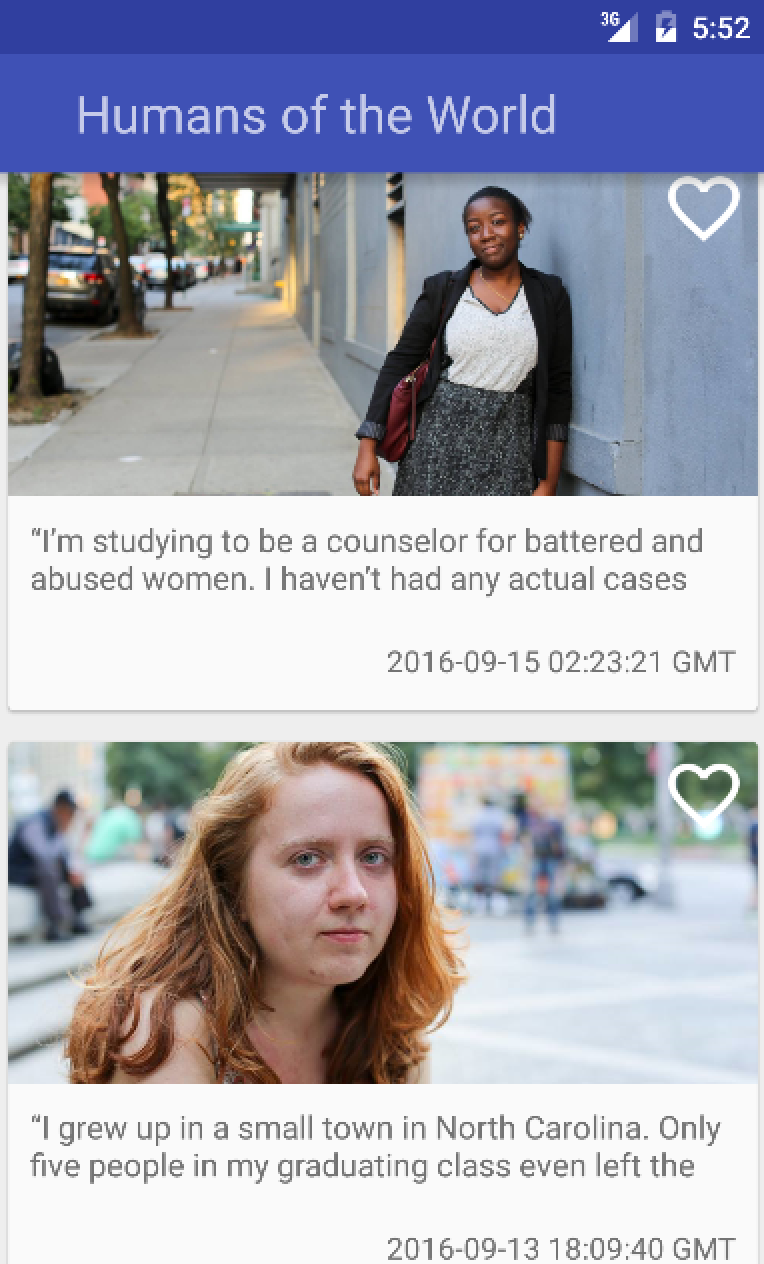 3G 5:52
Humans of the World
“I’m studying to be a counselor for battered and
abused women. I haven’t had any actual cases
2016-09-15 02:23:21 GMT
“I grew up in a small town in North Carolina. Only
five people in my graduating class even left the
2016-09-13 18:09:40 GMT